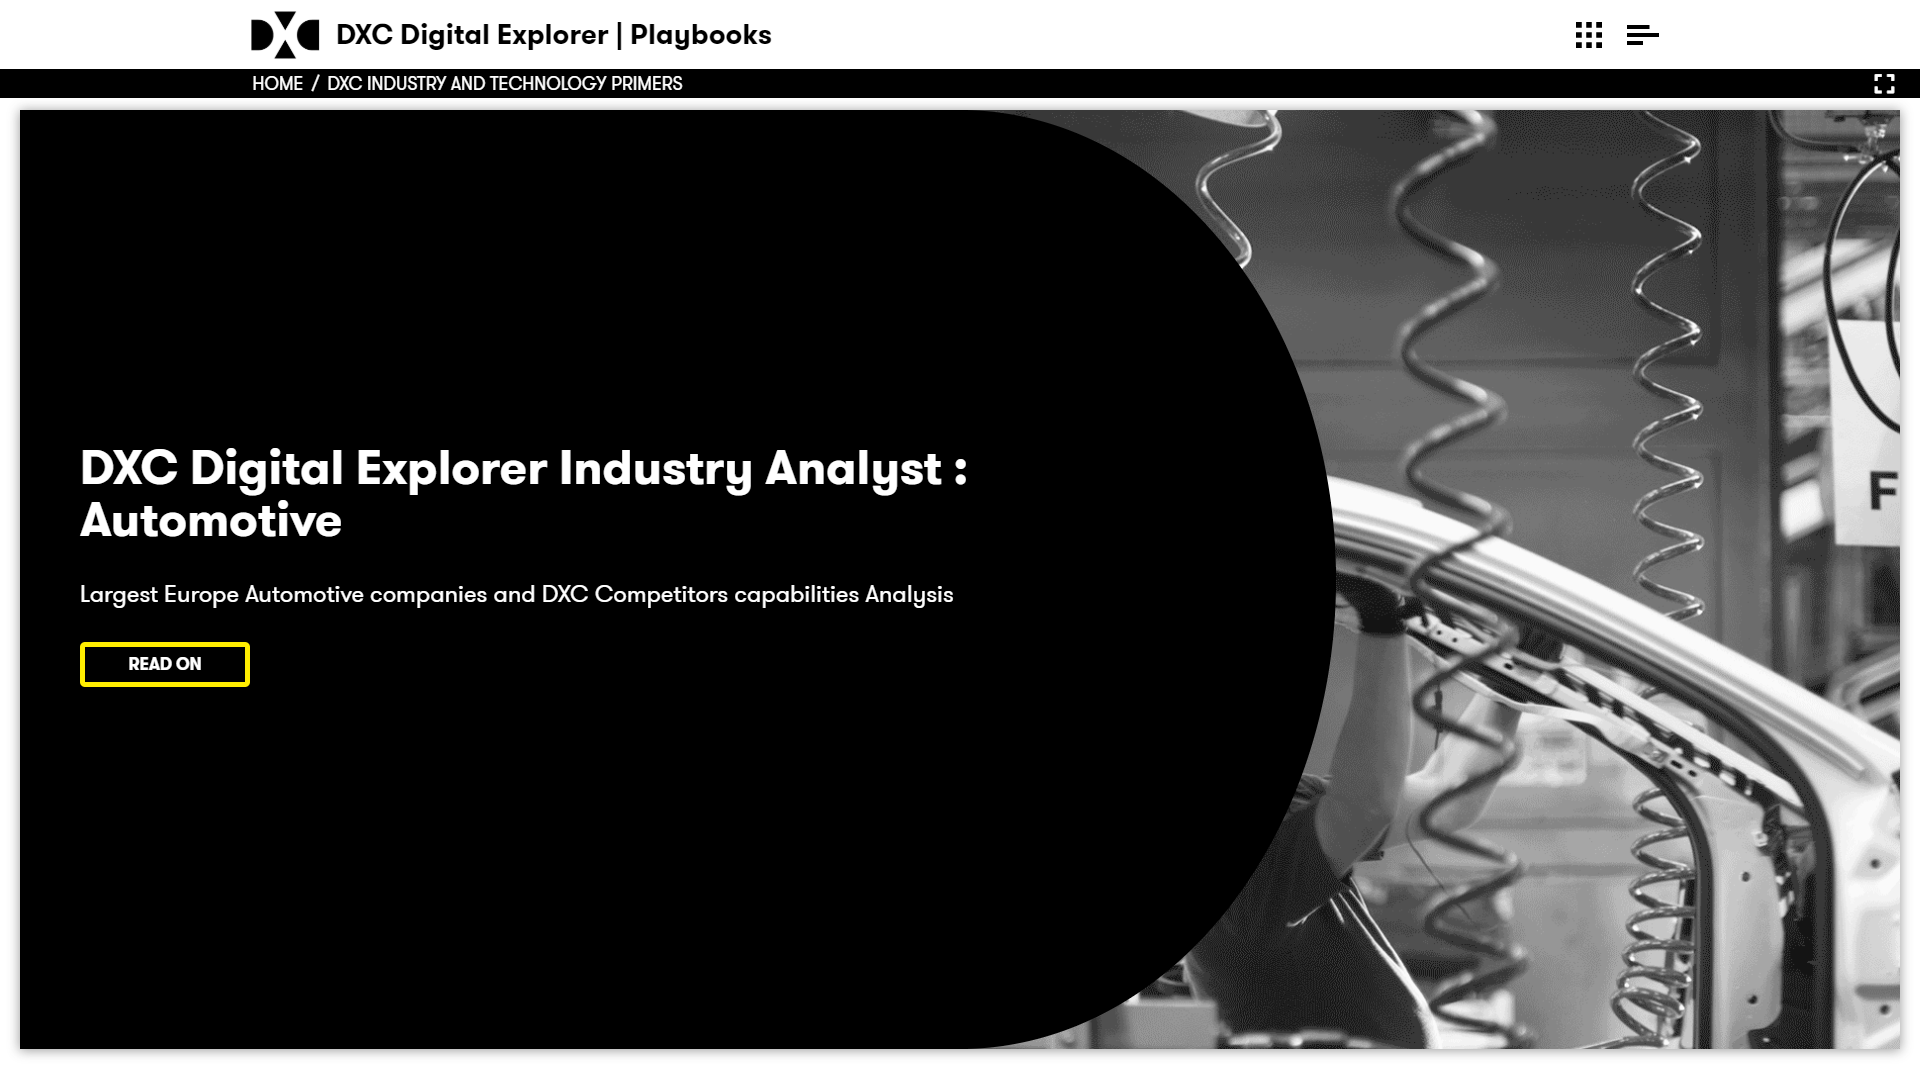 DXC DXC Digital Explorer | Playbooks
HOME / DXC INDUSTRY AND TECHNOLOGY PRIMERS
DXC Digital Explorer Industry Analyst :
Automotive
Largest Europe Automotive companies and DXC Competitors capabilities Analysis
READ ON
F